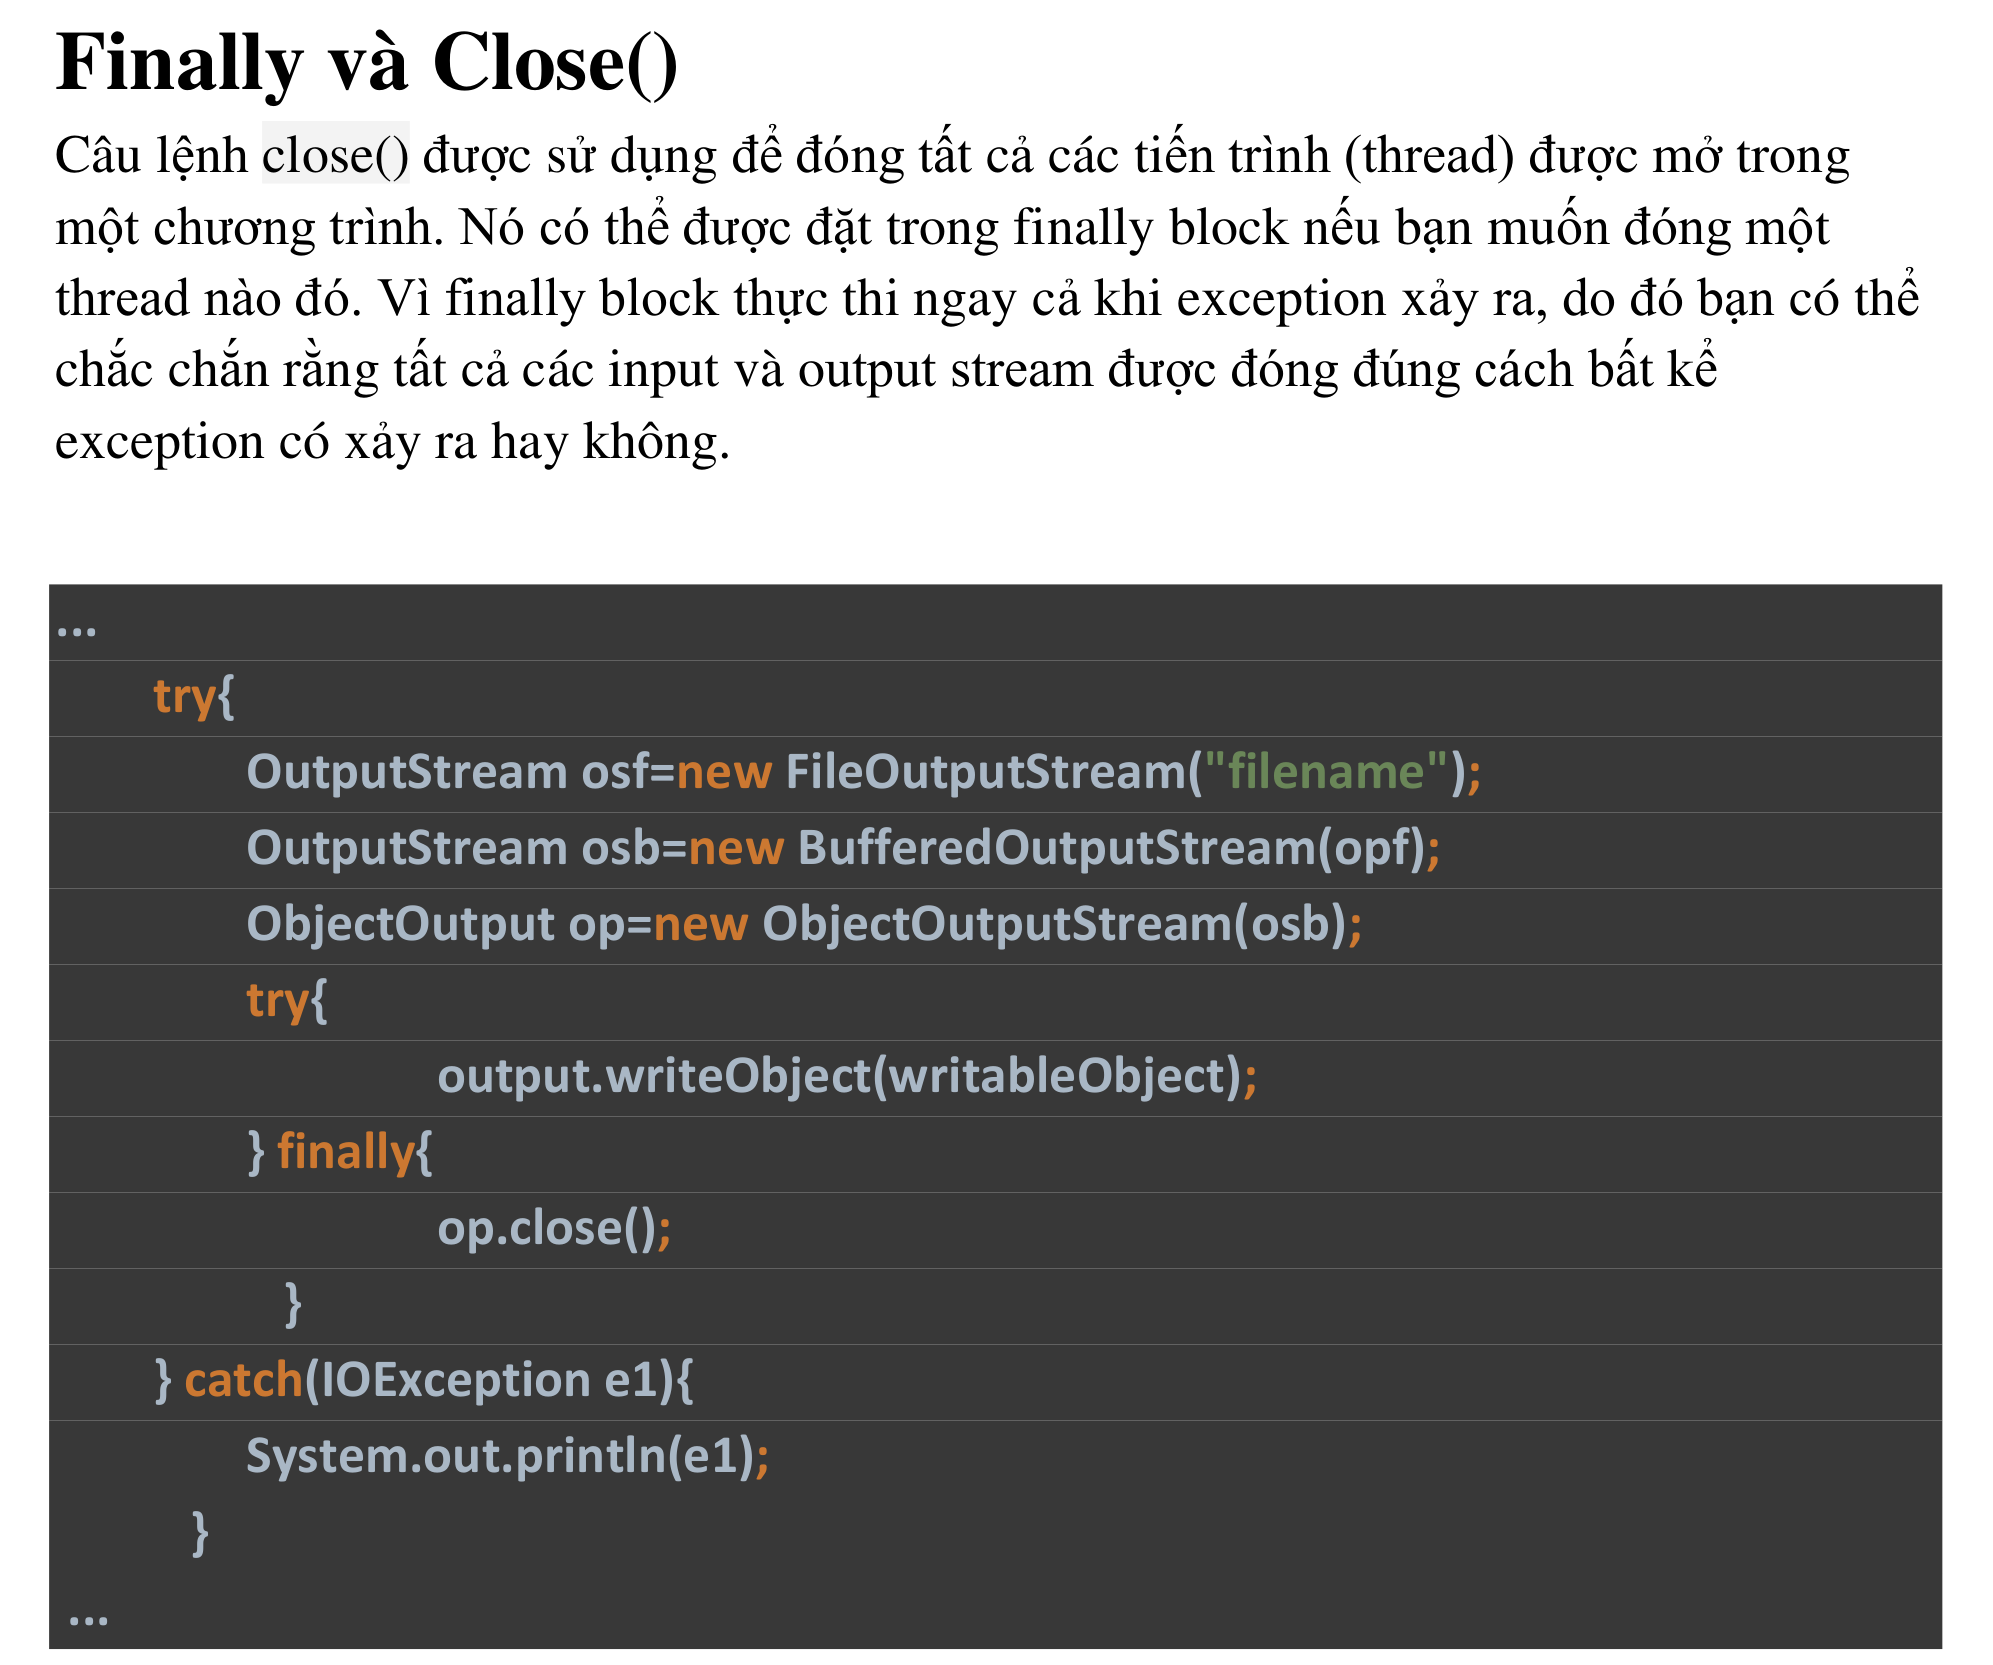 Finally và Close()
Câu lệnh close() được sử dụng để đóng tất cả các tiến trình (thread) được mở trong
một chương trình. Nó có thể được đặt trong finally block nếu bạn muốn đóng một
thread nào đó. Vì finally block thực thi ngay cả khi exception xảy ra, do đó bạn có thể
chắc chắn rằng tất cả các input và output stream được đóng đúng cách bất kể
exception có xảy ra hay không.
...
try{
OutputStream osf=new FileOutputStream("filename");
OutputStream osb=new BufferedOutputStream(opf);
ObjectOutput op=new ObjectOutputStream(osb);
try{
output.writeObject(writableObject);
} finally{
op.close();
}
} catch(IOException e1){
System.out.println(e1);
}
...